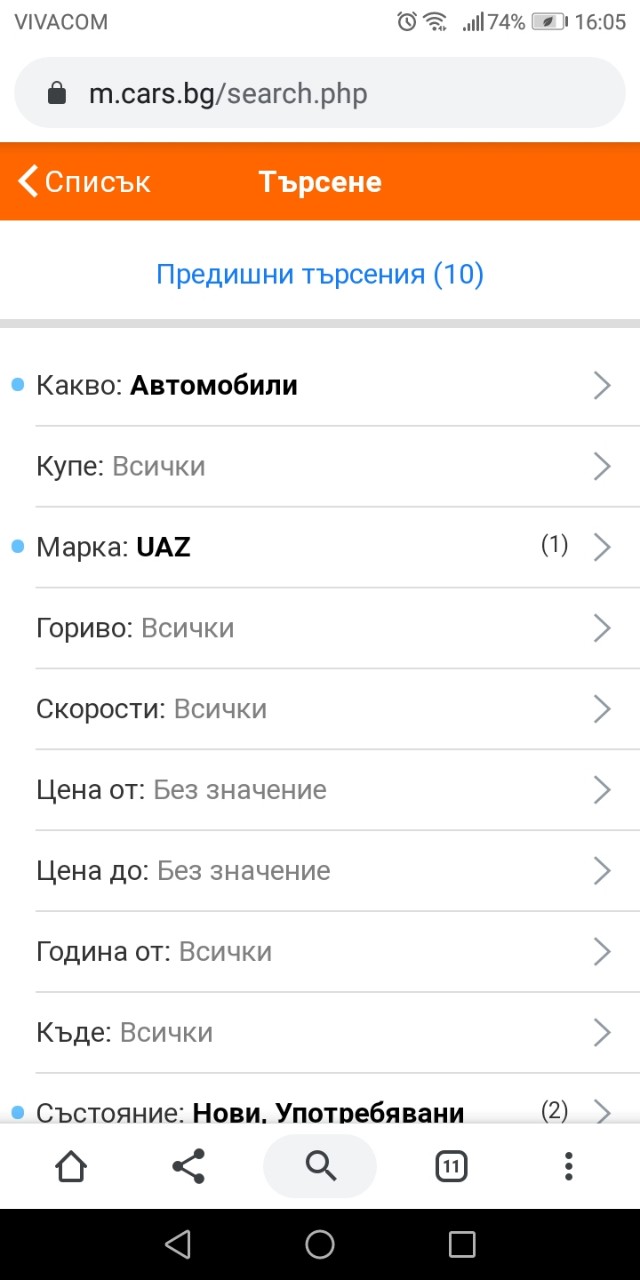 VIVACOM 74% 16:05
m.cars.bg/search.php
Списък Търсене
Предишни търсения (10)
Какво: Автомобили
Купе: Всички
Марка: UAZ (1)
Гориво: Всички
Скорости: Всички
Цена от: Без значение
Цена до: Без значение
Година от: Всички
Къде: Всички
Състояние: Нови, Употребявани (2)
11